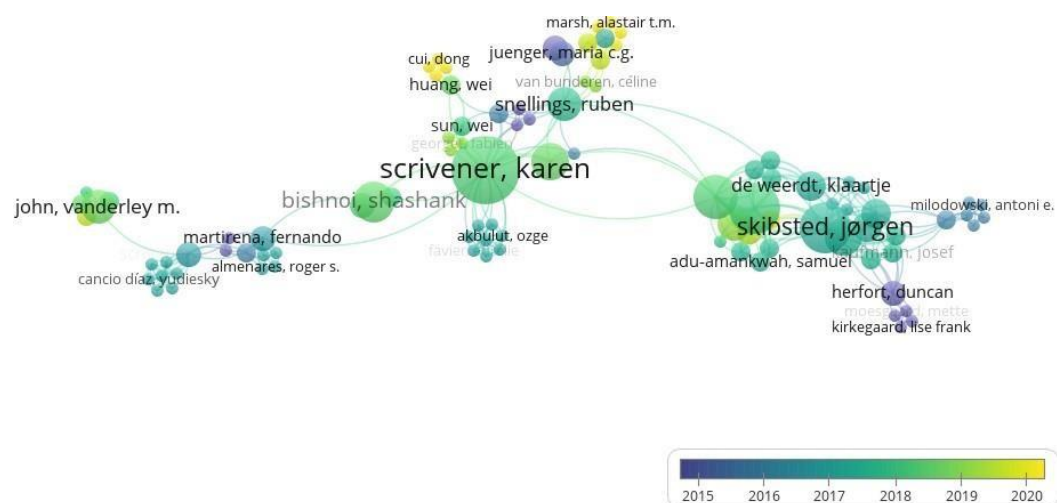 marsh, alastair t.m.
juenger, maria c.g.
cui, dong
huang, wei
van bunderen, céline
snellings, ruben
sun, wei
scrivener, karen
bishnoi, shashank
john, vanderley m.
de weerdt, klaartje
milodowski, antoni e.
skibsted, jørgen
martirena, fernando
akbulut, ozge
kaufmann, josef
almenares, roger s.
adu-amankwah, samuel
cancio díaz, yudiesky
herfort, duncan
kirkegaard, lise frank
2015 2016 2017 2018 2019 2020